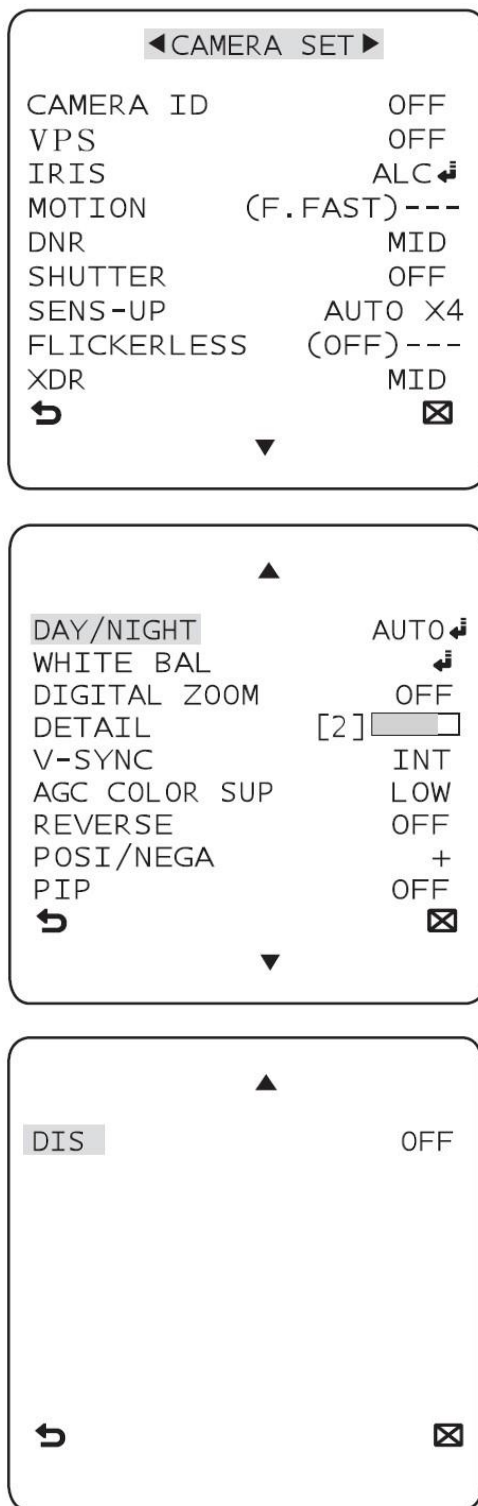 ◀CAMERA SET▶
CAMERA ID OFF
VPS OFF
IRIS ALC↲
MOTION (F.FAST)---
DNR MID
SHUTTER OFF
SENS-UP AUTO X4
FLICKERLESS (OFF)---
XDR MID
DAY/NIGHT AUTO↲
WHITE BAL ↲
DIGITAL ZOOM OFF
DETAIL [2]
V-SYNC INT
AGC COLOR SUP LOW
REVERSE OFF
POSI/NEGA +
PIP OFF
DIS OFF